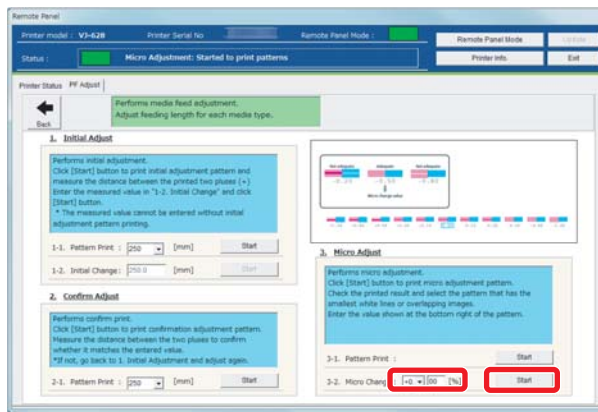 Remote Panel
Printer model : VJ-628 Printer Serial No Remote Panel Mode : Remote Panel Mode Update
Status : Micro Adjustment: Started to print patterns Printer Info. Exit
Printer Status PF Adjust
Back
Performs media feed adjustment.
Adjust feeding length for each media type.
1. Initial Adjust
Performs initial adjustment.
Click [Start] button to print initial adjustment pattern and
measure the distance between the printed two pluses (+)
Enter the measured value in "1-2. Initial Change" and click
[Start] button.
* The measured value cannot be entered without initial
adjustment pattern printing.
1-1. Pattern Print : 250 [mm] Start
1-2. Initial Change: 250.0 [mm] Start
2. Confirm Adjust
Performs confirm print.
Click [Start] button to print confirmation adjustment pattern.
Measure the distance between the two pluses to confirm
whether it matches the entered value.
*If not, go back to 1. Initial Adjustment and adjust again.
2-1. Pattern Print : 250 [mm] Start
Not adequate Adequate Not adequate
Micro change value
3. Micro Adjust
Performs micro adjustment.
Click [Start] button to print micro adjustment pattern.
Check the printed result and select the pattern that has the
smallest white lines or overlapping images.
Enter the value shown at the bottom right of the pattern.
3-1. Pattern Print : Start
3-2. Micro Chang : +0. 00 [%] Start